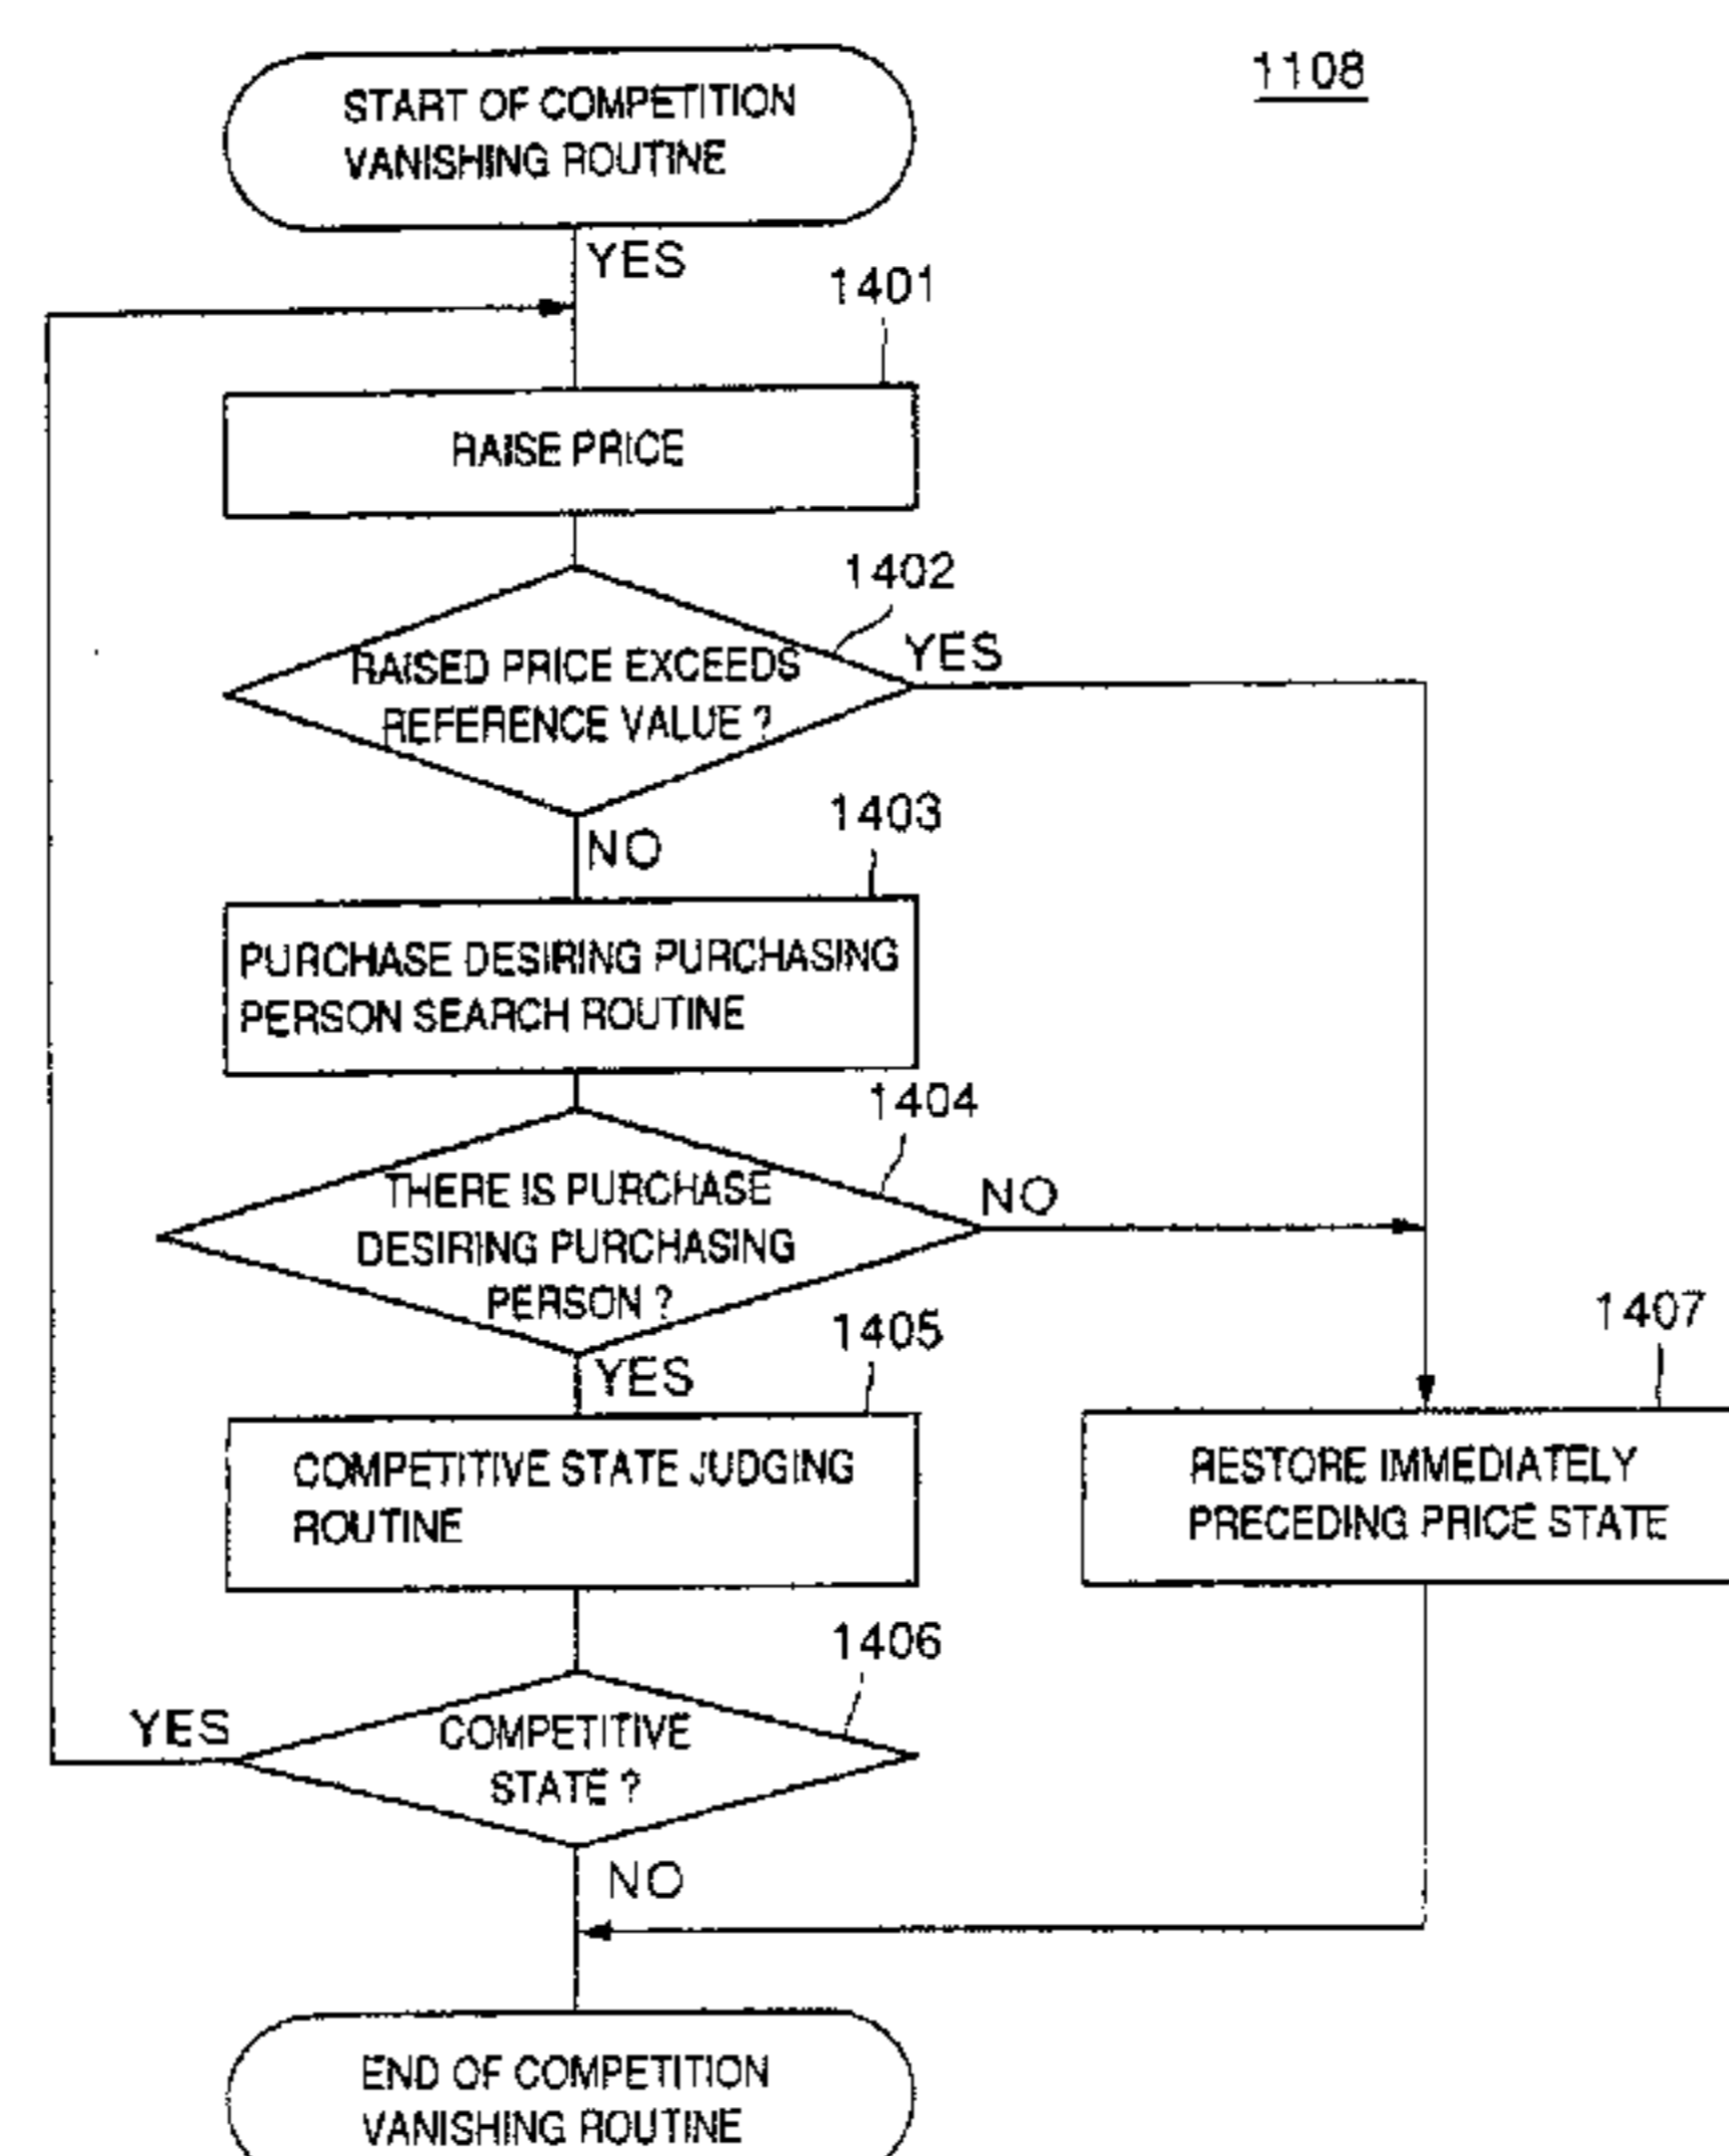 1108
START OF COMPETITION
VANISHING ROUTINE
YES
1401
RAISE PRICE
1402
RAISED PRICE EXCEEDS
REFERENCE VALUE ?
YES
NO
1403
PURCHASE DESIRING PURCHASING
PERSON SEARCH ROUTINE
1404
THERE IS PURCHASE
DESIRING PURCHASING
PERSON ?
NO
YES
1405
COMPETITIVE STATE JUDGING
ROUTINE
1407
RESTORE IMMEDIATELY
PRECEDING PRICE STATE
1406
COMPETITIVE
STATE ?
YES
NO
END OF COMPETITION
VANISHING ROUTINE